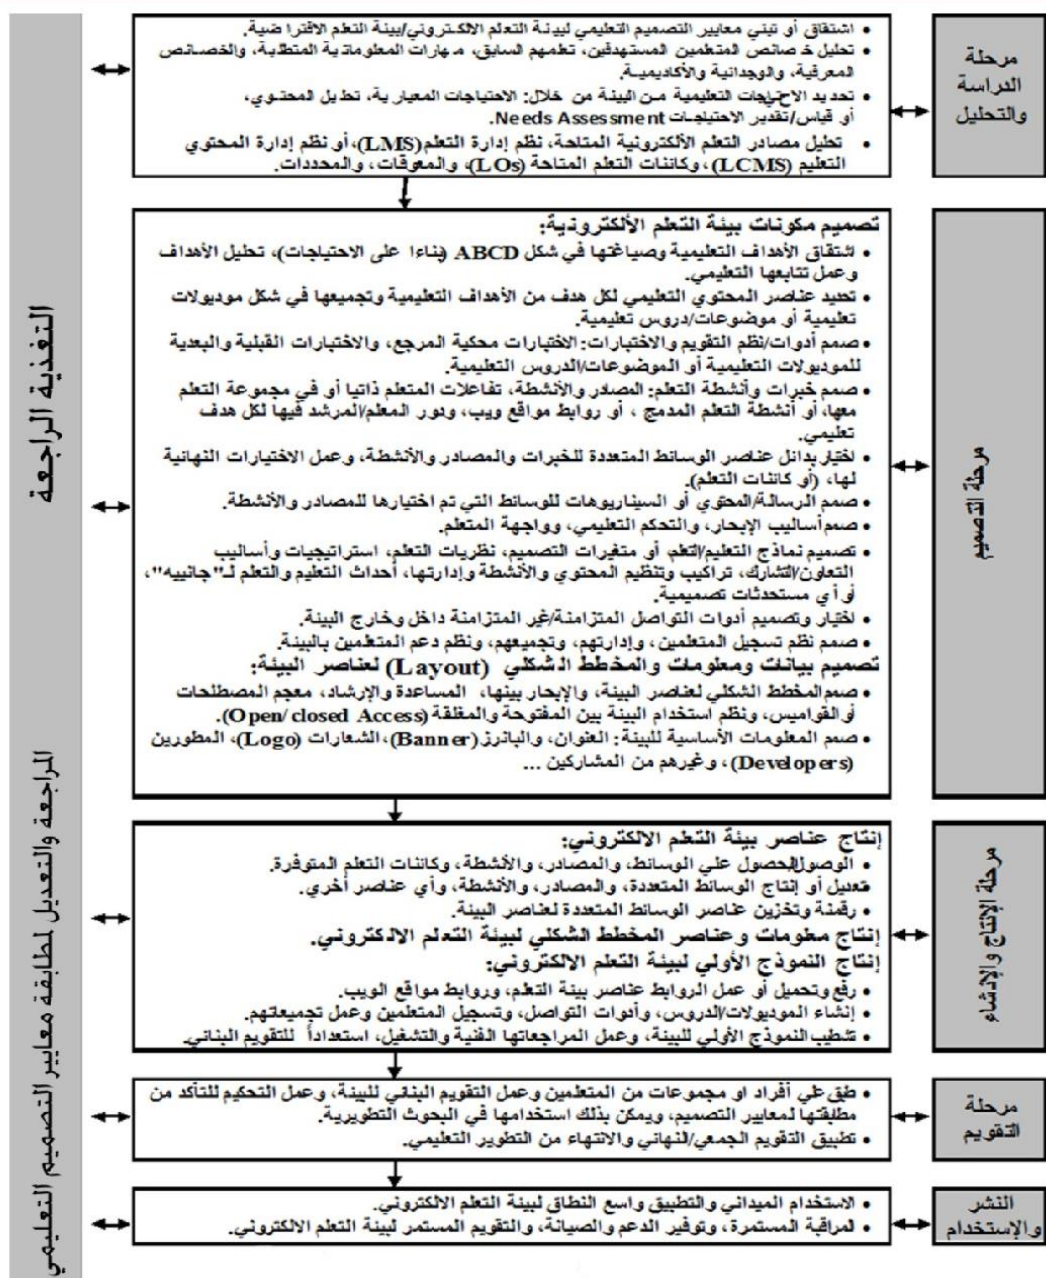 مرحلة
الدراسة
والتحليل
• اشتقاق أو تبني معايير التصميم التعليمي لبيئة التعلم الالكتروني/بيئة التعلم الافتراضية.
• تحليل خصائص المتعلمين المستهدفين، تعلمهم السابق، مهارات المعلوماتية المتطلبة، والخصائص
المعرفية، والوجدانية والأكاديمية.
• تحديد الاحتياجات التعليمية من البيئة من خلال: الاحتياجات المعيارية، تحليل المحتوي،
أو قياس/تقدير الاحتياجات Needs Assessment.
• تحليل مصادر التعلم الألكترونية المتاحة، نظم إدارة التعلم (LMS)، أو نظم إدارة المحتوي
التعليم (LCMS)، وكائنات التعلم المتاحة (LOs)، والمعوقات، والمحددات.
مرحلة التصميم
تصميم مكونات بيئة التعلم الألكترونية:
• اشتقاق الأهداف التعليمية وصياغتها في شكل ABCD (بناءا على الاحتياجات)، تحليل الأهداف
وعمل تتابعها التعليمي.
• تحديد عناصر المحتوي التعليمي لكل هدف من الأهداف التعليمية وتجميعها في شكل موديولات
تعليمية أو موضوعات/دروس تعليمية.
• صمم أدوات/نظم التقويم والاختبارات: الاختبارات محكية المرجع، والاختبارات القبلية والبعدية
للموديولات التعليمية أو الموضوعات/الدروس التعليمية.
• صمم خبرات وأنشطة التعلم: المصادر والأنشطة، تفاعلات المتعلم ذاتيا أو في مجموعة التعلم
معها، أو أنشطة التعلم المدمج ، أو روابط مواقع ويب، ودور المعلم/المرشد فيها لكل هدف
تعليمي.
• اختيار بدائل عناصر الوسائط المتعددة للخبرات والمصادر والأنشطة، وعمل الاختيارات النهائية
لها، (أو كائنات التعلم).
• صمم الرسالة/المحتوي أو السيناريوهات للوسائط التي تم اختيارها للمصادر والأنشطة.
• صمم أساليب الإبحار، والتحكم التعليمي، وواجهة المتعلم.
• تصميم نماذج التعليم/التعلم أو متغيرات التصميم، نظريات التعلم، استراتيجيات وأساليب
التعاون/التشارك، تراكيب وتنظيم المحتوي والأنشطة وإدارتها، أحداث التعليم والتعلم لـ"جانييه"،
أو أي مستحدثات تصميمية.
• اختيار وتصميم أدوات التواصل المتزامنة/غير المتزامنة داخل وخارج البيئة.
• صمم نظم تسجيل المتعلمين، وإدارتهم، وتجميعهم، ونظم دعم المتعلمين بالبيئة.
تصميم بيانات ومعلومات والمخطط الشكلي (Layout) لعناصر البيئة:
• صمم المخطط الشكلي لعناصر البيئة، والإبحار بينها، المساعدة والإرشاد، معجم المصطلحات
أو القواميس، ونظم استخدام البيئة بين المفتوحة والمغلقة (Open/closed Access).
• صمم المعلومات الأساسية للبيئة: العنوان، والبانرز (Banner)، الشعارات (Logo)، المطورين
(Developers)، وغيرهم من المشاركين ...
مرحلة الإنتاج والإنشاء
إنتاج عناصر بيئة التعلم الالكتروني:
• الوصول/الحصول علي الوسائط، والمصادر، والأنشطة، وكائنات التعلم المتوفرة.
• تعديل أو إنتاج الوسائط المتعددة، والمصادر، والأنشطة، وأي عناصر أخري.
• رقمنة وتخزين عناصر الوسائط المتعددة لعناصر البيئة.
إنتاج معلومات وعناصر المخطط الشكلي لبيئة التعلم الالكتروني.
إنتاج النموذج الأولي لبيئة التعلم الالكتروني:
• رفع وتحميل أو عمل الروابط عناصر بيئة التعلم، وروابط مواقع الويب.
• إنشاء الموديولات/الدروس، وأدوات التواصل، وتسجيل المتعلمين وعمل تجميعاتهم.
• تشطيب النموذج الأولي للبيئة، وعمل المراجعاتها الفنية والتشغيل، استعداداً للتقويم البنائي.
مرحلة
التقويم
• طبق علي أفراد او مجموعات من المتعلمين وعمل التقويم البنائي للبيئة، وعمل التحكيم للتأكد من
مطابقتها لمعايير التصميم، ويمكن بذلك استخدامها في البحوث التطويرية.
• تطبيق التقويم الجمعي/النهائي والانتهاء من التطوير التعليمي.
النشر
والإستخدام
• الاستخدام الميداني والتطبيق واسع النطاق لبيئة التعلم الالكتروني.
• المراقبة المستمرة، وتوفير الدعم والصيانة، والتقويم المستمر لبيئة التعلم الالكتروني.
التغذية الراجعة
المراجعة والتعديل لمطابقة معايير التصميم التعليمي